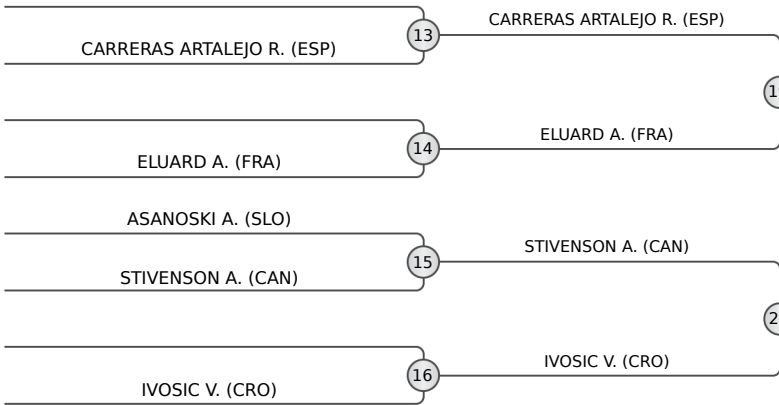 CARRERAS ARTALEJO R. (ESP)
13
CARRERAS ARTALEJO R. (ESP)
ELUARD A. (FRA)
14
ELUARD A. (FRA)
ASANOSKI A. (SLO)
15
STIVENSON A. (CAN)
STIVENSON A. (CAN)
16
IVOSIC V. (CRO)
IVOSIC V. (CRO)